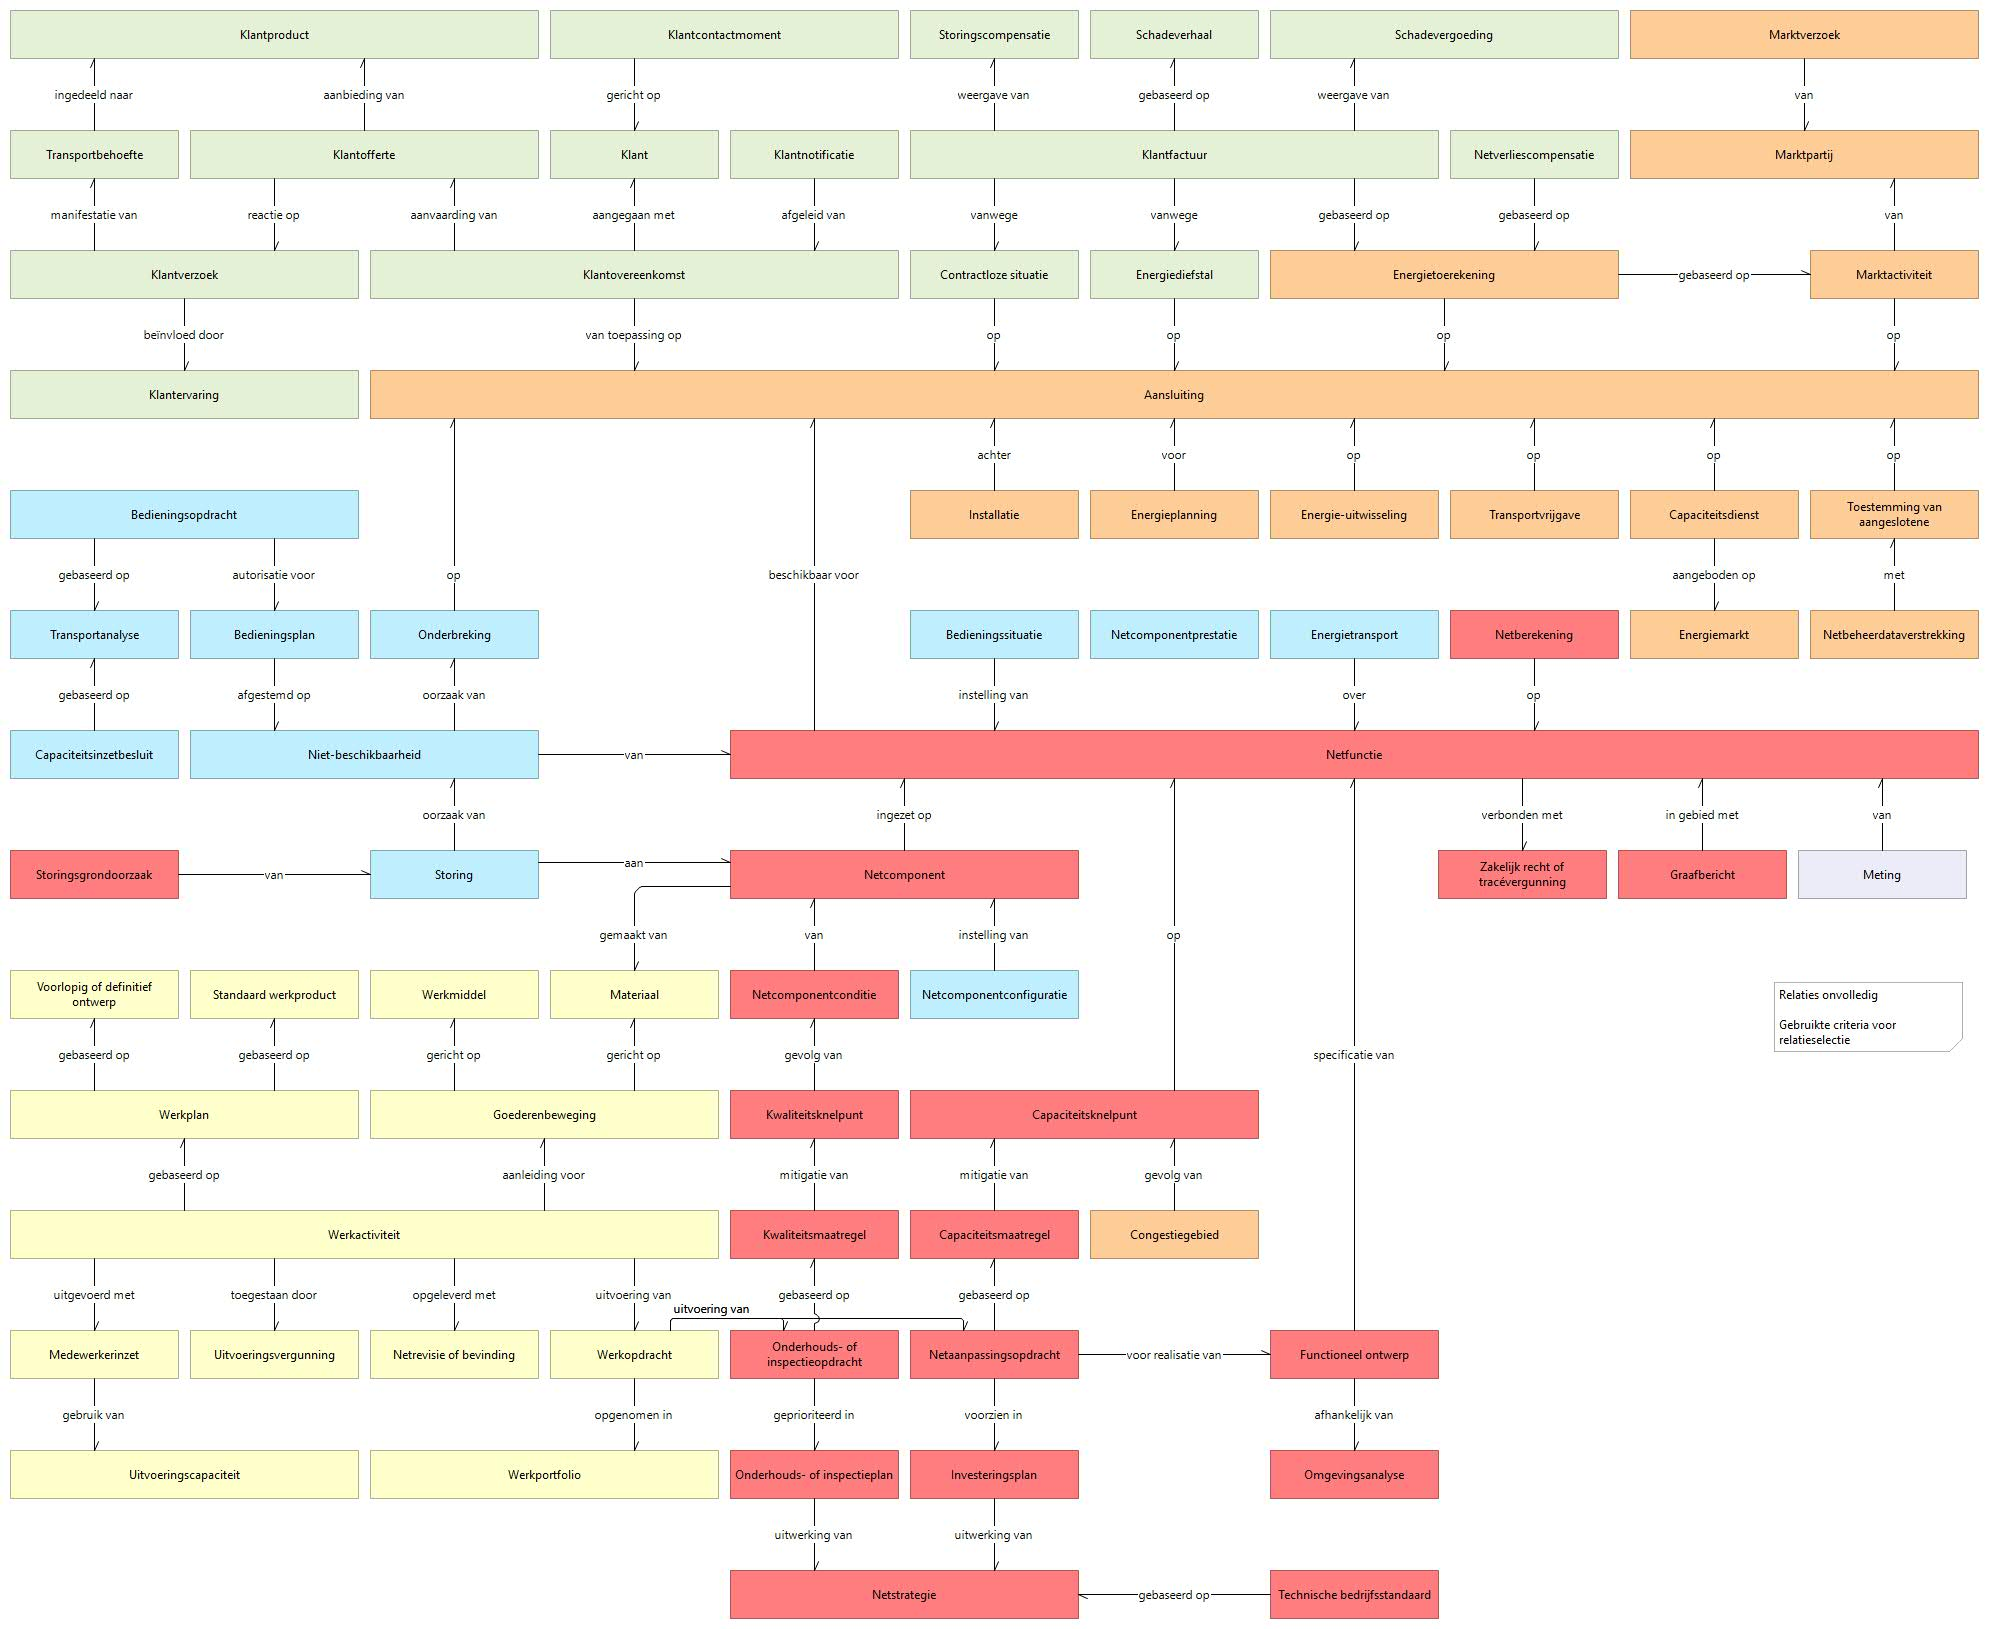 Klantproduct
Klantcontactmoment
Storingscompensatie
Schadeverhaal
Schadevergoeding
Marktverzoek
ingedeeld naar
aanbieding van
gericht op
weergave van
gebaseerd op
weergave van
van
Transportbehoefte
Klantofferte
Klant
Klantnotificatie
Klantfactuur
Netverliescompensatie
Marktpartij
manifestatie van
reactie op
aanvaarding van
aangegaan met
afgeleid van
vanwege
vanwege
gebaseerd op
gebaseerd op
van
Klantverzoek
Klantovereenkomst
Contractloze situatie
Energiediefstal
Energietoerekening
gebaseerd op
Marktactiviteit
beïnvloed door
van toepassing op
op
op
op
op
Klantervaring
Aansluiting
achter
voor
op
op
op
op
Bedieningsopdracht
Installatie
Energieplanning
Energie-uitwisseling
Transportvrijgave
Capaciteitsdienst
Toestemming van
aangeslotene
gebaseerd op
autorisatie voor
op
beschikbaar voor
aangeboden op
met
Transportanalyse
Bedieningsplan
Onderbreking
Bedieningssituatie
Netcomponentprestatie
Energietransport
Netberekening
Energiemarkt
Netbeheerdataverstrekking
gebaseerd op
afgestemd op
oorzaak van
instelling van
over
op
Capaciteitsinzetbesluit
Niet-beschikbaarheid
van
Netfunctie
oorzaak van
ingezet op
verbonden met
in gebied met
van
Storingsgrondoorzaak
van
Storing
aan
Netcomponent
Zakelijk recht of
tracévergunning
Graafbericht
Meting
gemaakt van
van
instelling van
op
Voorlopig of definitief
ontwerp
Standaard werkproduct
Werkmiddel
Materiaal
Netcomponentconditie
Netcomponentconfiguratie
Relaties onvolledig
Gebruikte criteria voor
relatieselectie
gebaseerd op
gebaseerd op
gericht op
gericht op
gevolg van
specificatie van
Werkplan
Goederenbeweging
Kwaliteitsknelpunt
Capaciteitsknelpunt
gebaseerd op
aanleiding voor
mitigatie van
mitigatie van
gevolg van
Werkactiviteit
Kwaliteitsmaatregel
Capaciteitsmaatregel
Congestiegebied
uitgevoerd met
toegestaan door
opgeleverd met
uitvoering van
gebaseerd op
gebaseerd op
uitvoering van
Medewerkerinzet
Uitvoeringsvergunning
Netrevisie of bevinding
Werkopdracht
Onderhouds- of
inspectieopdracht
Netaanpassingsopdracht
voor realisatie van
Functioneel ontwerp
gebruik van
opgenomen in
geprioriteerd in
voorzien in
afhankelijk van
Uitvoeringscapaciteit
Werkportfolio
Onderhouds- of inspectieplan
Investeringsplan
Omgevingsanalyse
uitwerking van
uitwerking van
Netstrategie
gebaseerd op
Technische bedrijfsstandaard